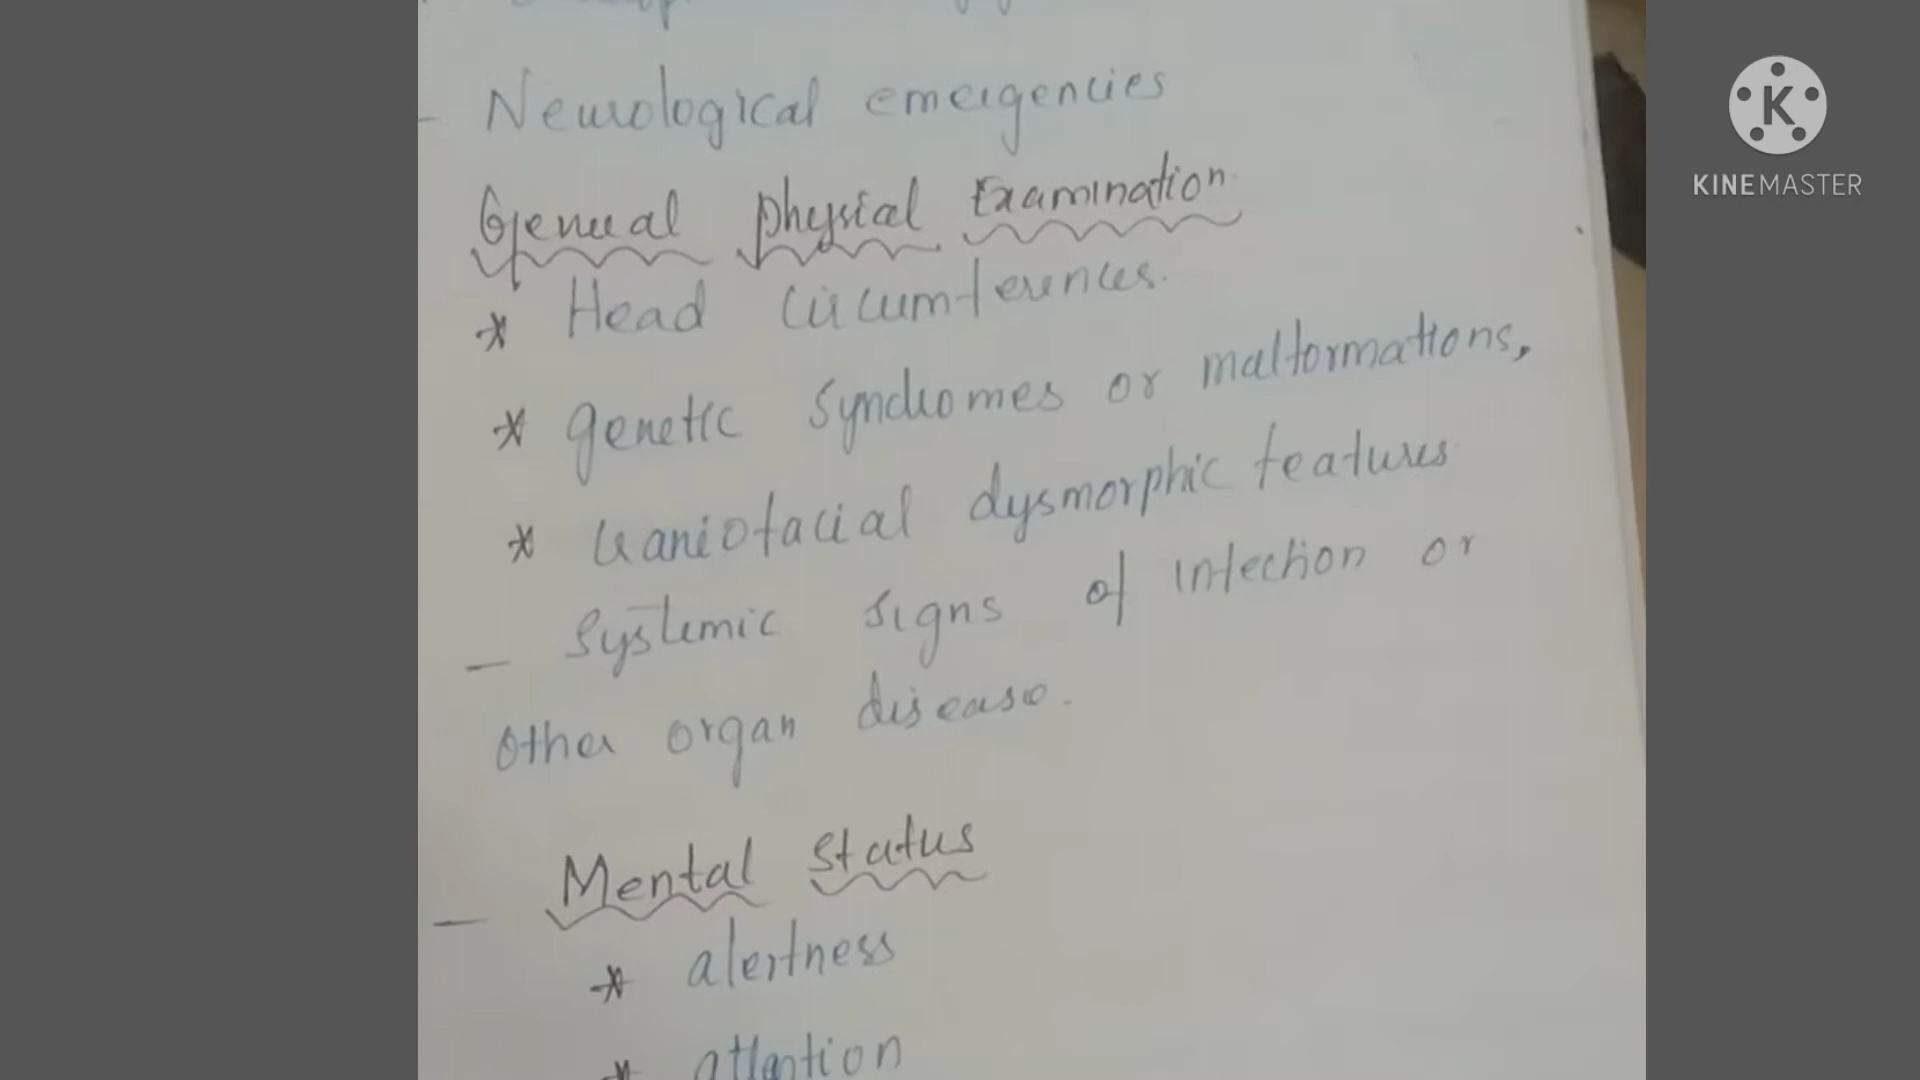 - Neurological emergencies
General physical Examination.
* Head circumferences.
* genetic syndromes or malformations,
* craniofacial dysmorphic features
- Systemic signs of infection or
other organ disease.
- Mental status
* alertness
* attention
K
KINEMASTER